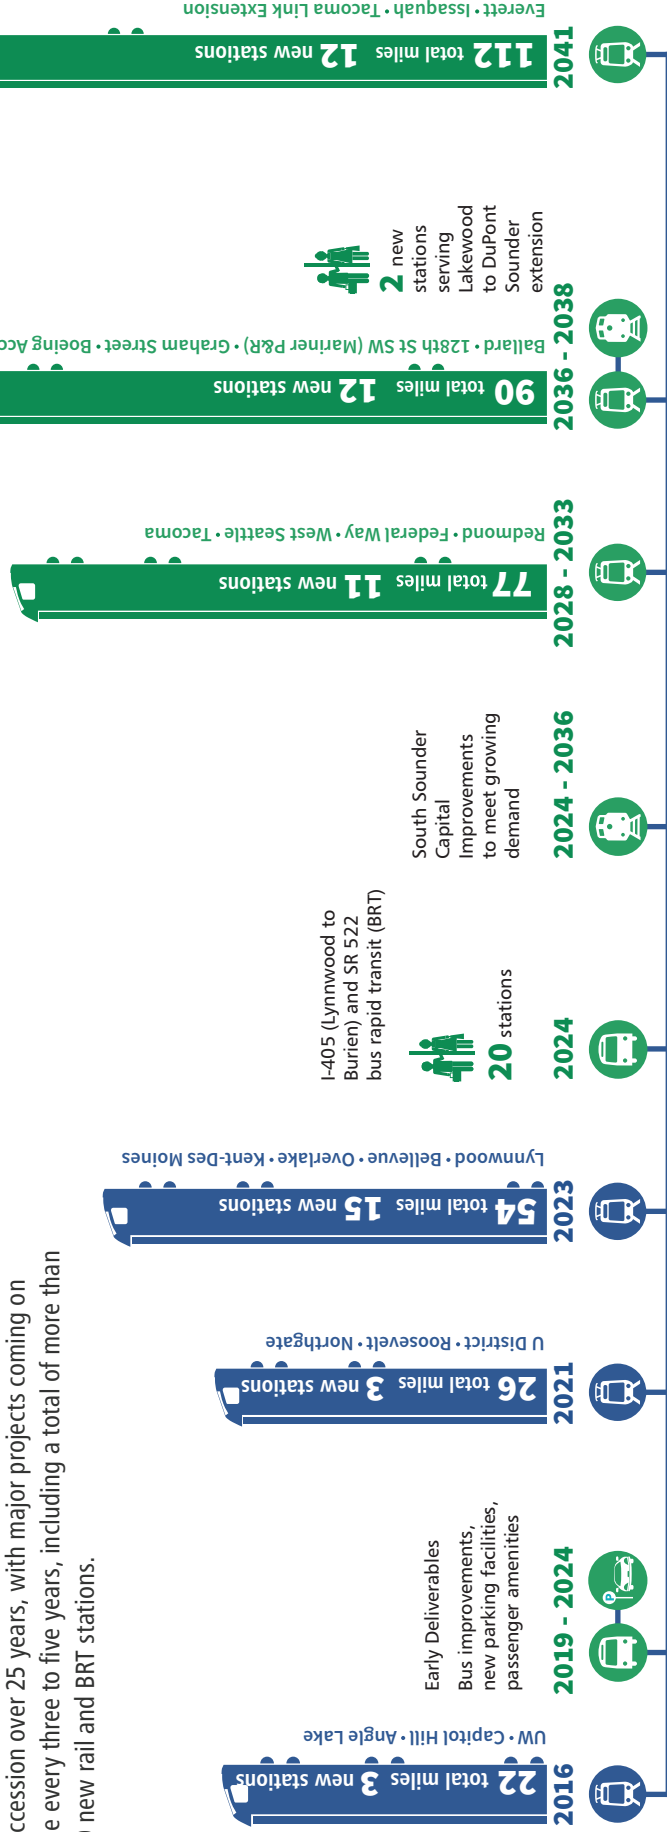 ccession over 25 years, with major projects coming on
e every three to five years, including a total of more than
new rail and BRT stations.
UW • Capitol Hill • Angle Lake
22 total miles 3 new stations
2016
Early Deliverables
Bus improvements,
new parking facilities,
passenger amenities
2019 - 2024
P
U District • Roosevelt • Northgate
26 total miles 3 new stations
2021
Lynnwood • Bellevue • Overlake • Kent-Des Moines
54 total miles 15 new stations
2023
I-405 (Lynnwood to
Burien) and SR 522
bus rapid transit (BRT)
20 stations
2024
South Sounder
Capital
Improvements
to meet growing
demand
2024 - 2036
Redmond • Federal Way • West Seattle • Tacoma
77 total miles 11 new stations
2028 - 2033
Ballard • 128th St SW (Mariner P&R) • Graham Street • Boeing Acc
90 total miles 12 new stations
2036 - 2038
2 new
stations
serving
Lakewood
to DuPont
Sounder
extension
Everett • Issaquah • Tacoma Link Extension
112 total miles 12 new stations
2041